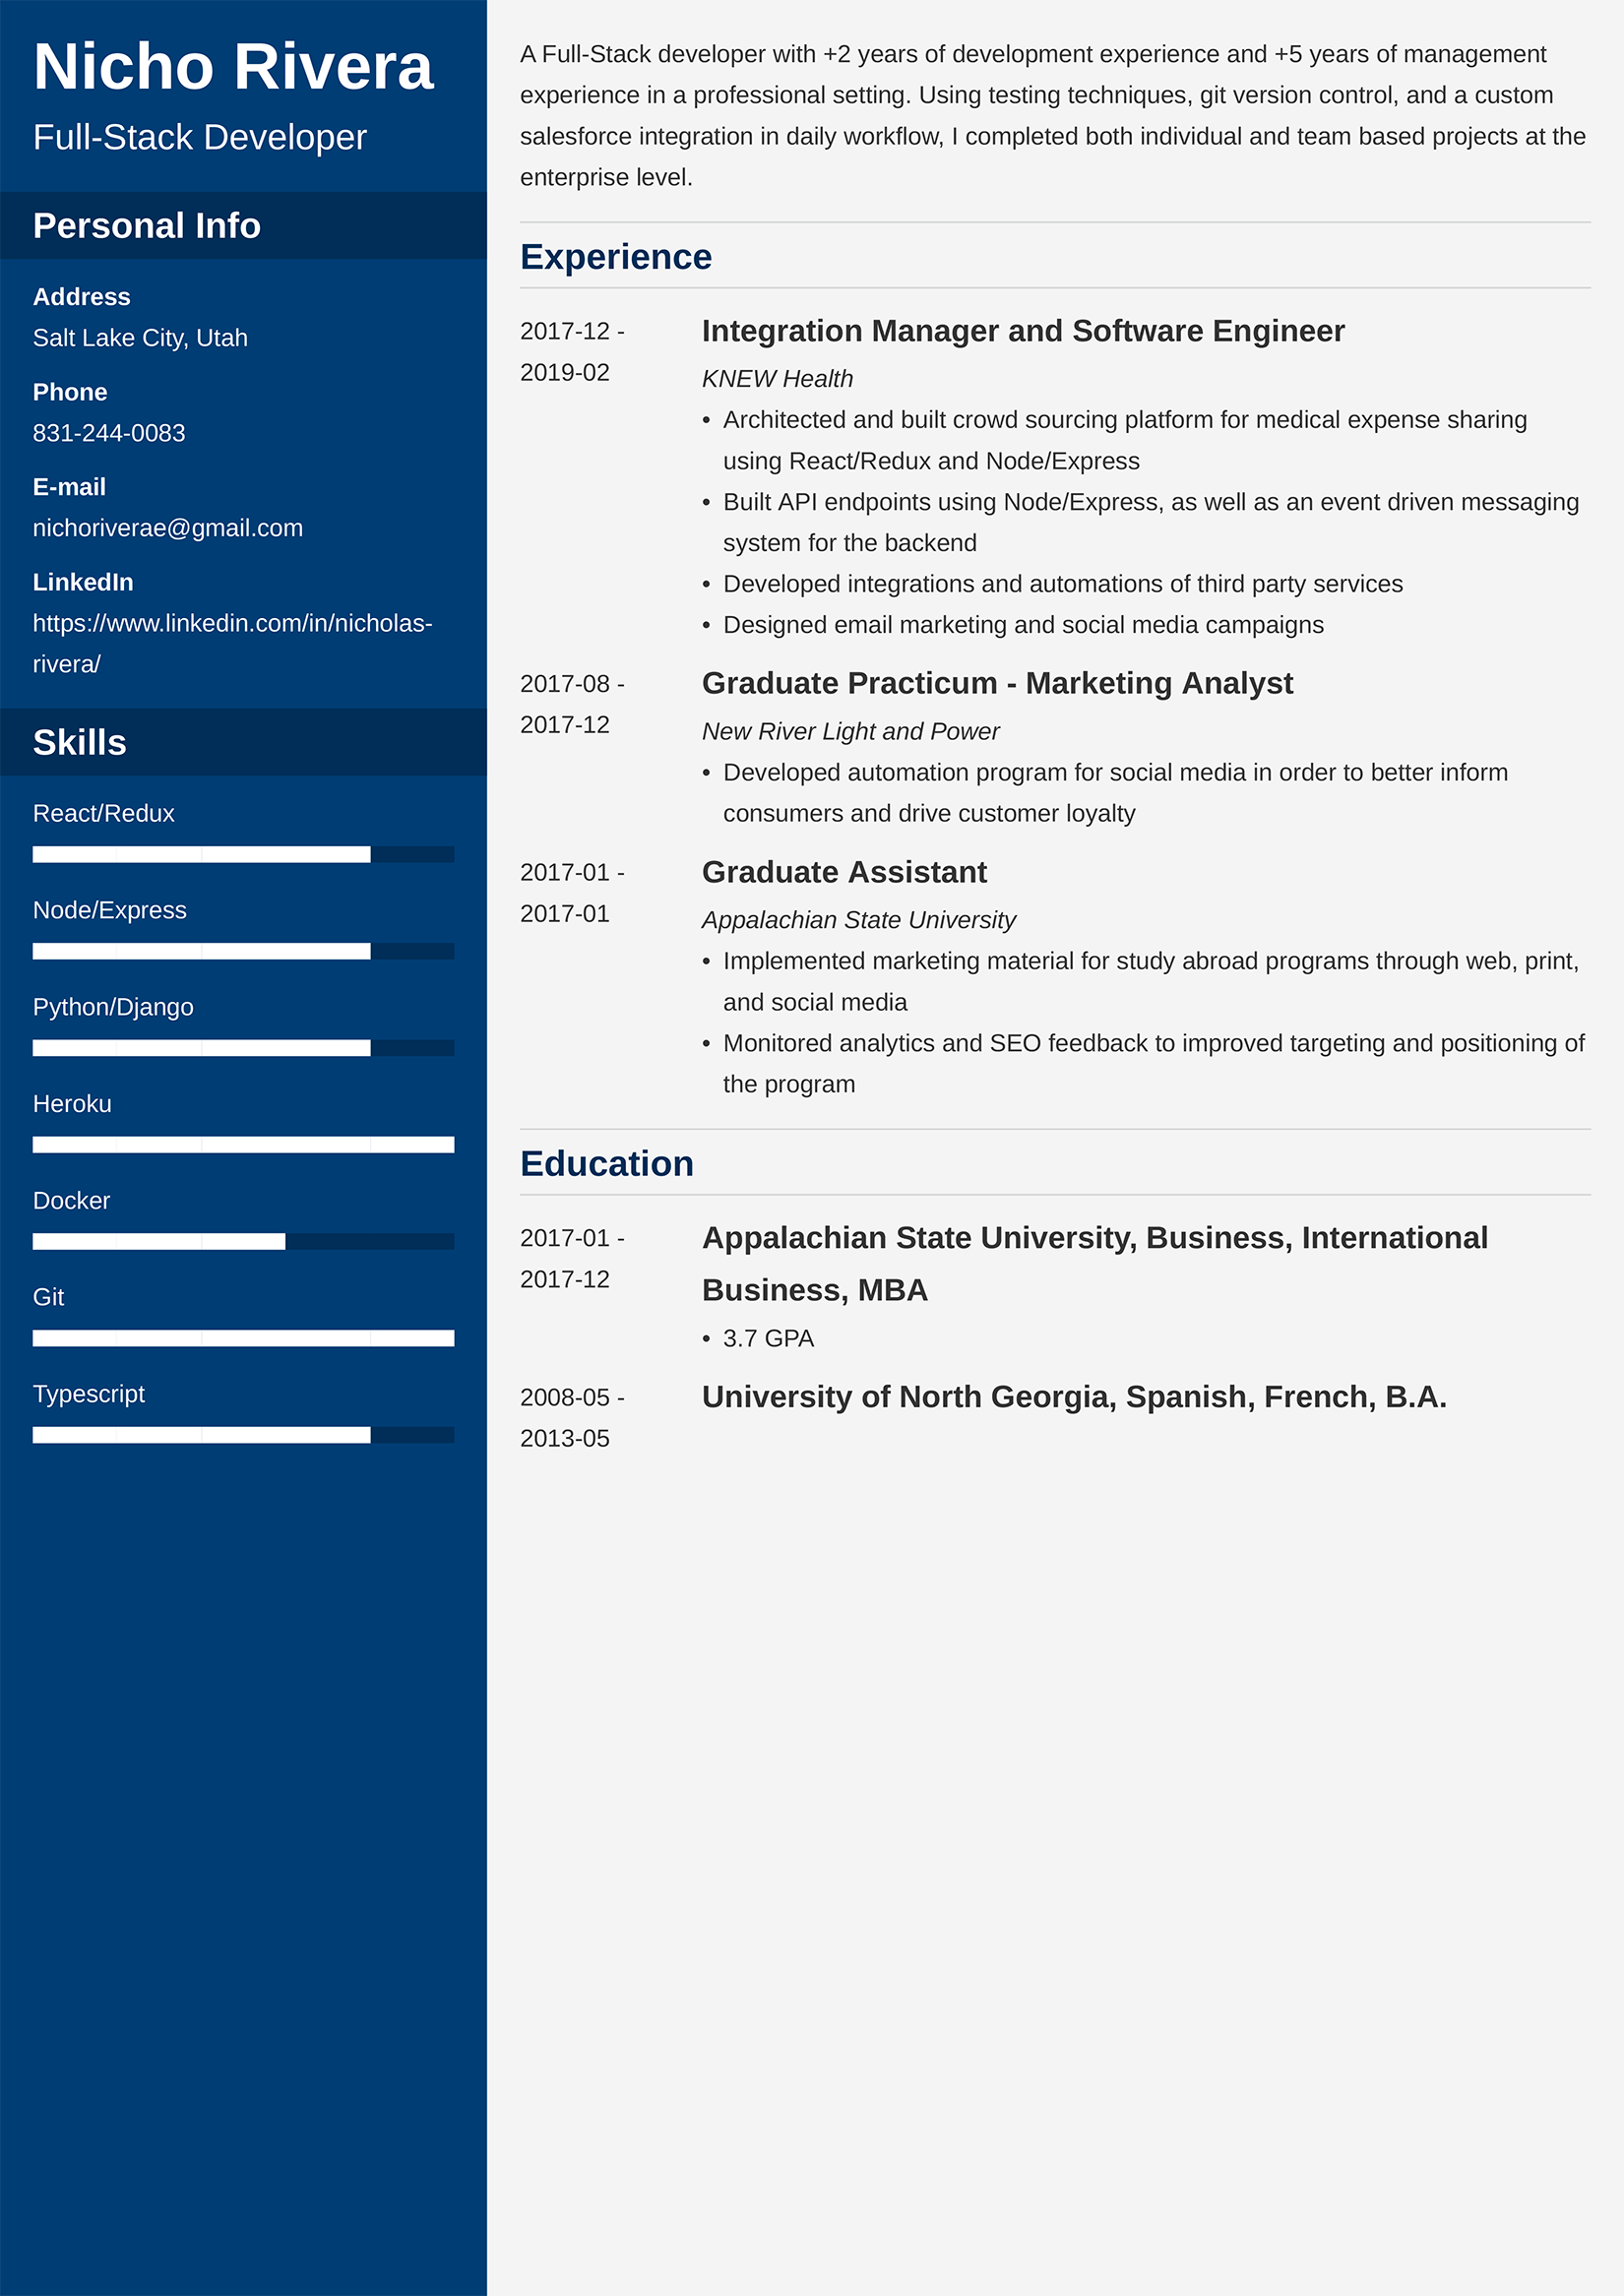 Nicho Rivera
Full-Stack Developer
Personal Info
Address
Salt Lake City, Utah
Phone
831-244-0083
E-mail
nichoriverae@gmail.com
LinkedIn
https://www.linkedin.com/in/nicholas-
rivera/
Skills
React/Redux
Node/Express
Python/Django
Heroku
Docker
Git
Typescript
A Full-Stack developer with +2 years of development experience and +5 years of management
experience in a professional setting. Using testing techniques, git version control, and a custom
salesforce integration in daily workflow, I completed both individual and team based projects at the
enterprise level.
Experience
2017-12 -
2019-02
Integration Manager and Software Engineer
KNEW Health
• Architected and built crowd sourcing platform for medical expense sharing
using React/Redux and Node/Express
• Built API endpoints using Node/Express, as well as an event driven messaging
system for the backend
• Developed integrations and automations of third party services
• Designed email marketing and social media campaigns
2017-08 -
2017-12
Graduate Practicum - Marketing Analyst
New River Light and Power
• Developed automation program for social media in order to better inform
consumers and drive customer loyalty
2017-01 -
2017-01
Graduate Assistant
Appalachian State University
• Implemented marketing material for study abroad programs through web, print,
and social media
• Monitored analytics and SEO feedback to improved targeting and positioning of
the program
Education
2017-01 -
2017-12
Appalachian State University, Business, International
Business, MBA
• 3.7 GPA
2008-05 -
2013-05
University of North Georgia, Spanish, French, B.A.